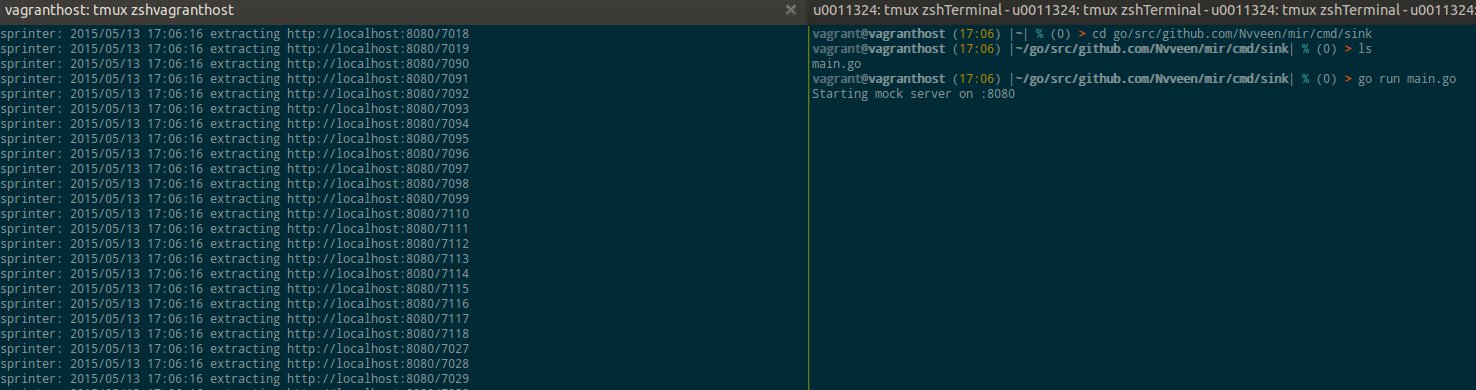 vagranthost: tmux zshvagranthost
sprinter: 2015/05/13 17:06:16 extracting http://localhost:8080/7018
sprinter: 2015/05/13 17:06:16 extracting http://localhost:8080/7019
sprinter: 2015/05/13 17:06:16 extracting http://localhost:8080/7090
sprinter: 2015/05/13 17:06:16 extracting http://localhost:8080/7091
sprinter: 2015/05/13 17:06:16 extracting http://localhost:8080/7092
sprinter: 2015/05/13 17:06:16 extracting http://localhost:8080/7093
sprinter: 2015/05/13 17:06:16 extracting http://localhost:8080/7094
sprinter: 2015/05/13 17:06:16 extracting http://localhost:8080/7095
sprinter: 2015/05/13 17:06:16 extracting http://localhost:8080/7096
sprinter: 2015/05/13 17:06:16 extracting http://localhost:8080/7097
sprinter: 2015/05/13 17:06:16 extracting http://localhost:8080/7098
sprinter: 2015/05/13 17:06:16 extracting http://localhost:8080/7099
sprinter: 2015/05/13 17:06:16 extracting http://localhost:8080/7110
sprinter: 2015/05/13 17:06:16 extracting http://localhost:8080/7111
sprinter: 2015/05/13 17:06:16 extracting http://localhost:8080/7112
sprinter: 2015/05/13 17:06:16 extracting http://localhost:8080/7113
sprinter: 2015/05/13 17:06:16 extracting http://localhost:8080/7114
sprinter: 2015/05/13 17:06:16 extracting http://localhost:8080/7115
sprinter: 2015/05/13 17:06:16 extracting http://localhost:8080/7116
sprinter: 2015/05/13 17:06:16 extracting http://localhost:8080/7117
sprinter: 2015/05/13 17:06:16 extracting http://localhost:8080/7118
sprinter: 2015/05/13 17:06:16 extracting http://localhost:8080/7027
sprinter: 2015/05/13 17:06:16 extracting http://localhost:8080/7028
sprinter: 2015/05/13 17:06:16 extracting http://localhost:8080/7029
u0011324: tmux zshTerminal - u0011324: tmux zshTerminal - u0011324: tmux zshTerminal - u0011324:
vagrant@vagranthost (17:06) |~| % (0) > cd go/src/github.com/Nvveen/mir/cmd/sink
vagrant@vagranthost (17:06) |~/go/src/github.com/Nvveen/mir/cmd/sink| % (0) > ls
main.go
vagrant@vagranthost (17:06) |~/go/src/github.com/Nvveen/mir/cmd/sink| % (0) > go run main.go
Starting mock server on :8080